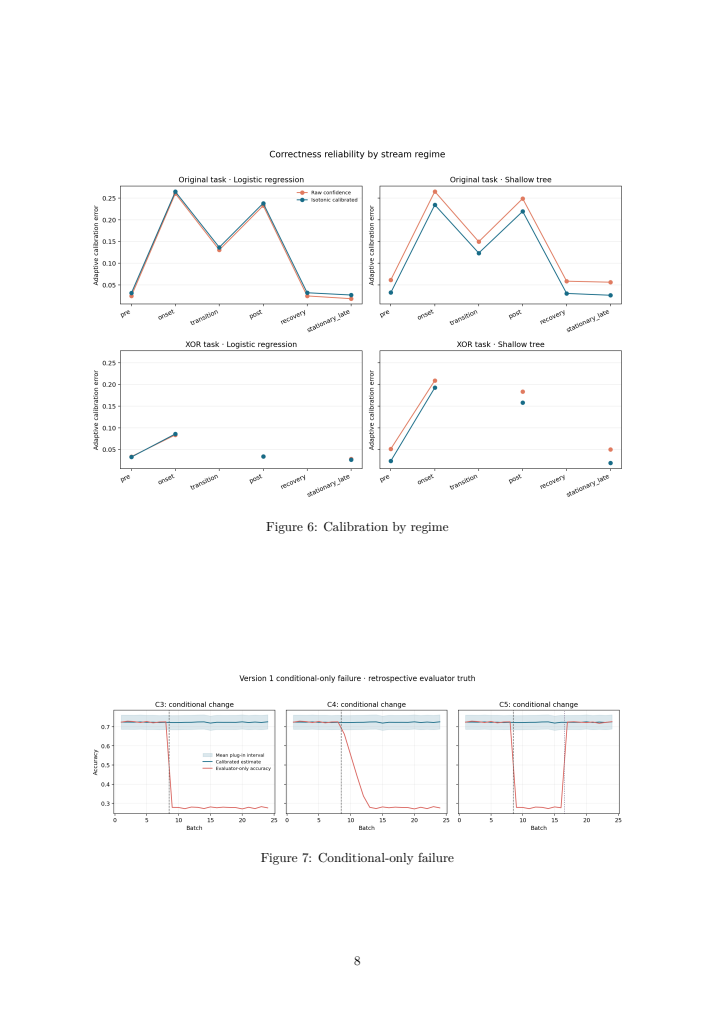 Correctness reliability by stream regime
Original task · Logistic regression
Original task · Shallow tree
Adaptive calibration error
0.25
0.20
0.15
0.10
0.05
Raw confidence
Isotonic calibrated
pre
onset
transition
post
recovery
stationary_late
Adaptive calibration error
pre
onset
transition
post
recovery
stationary_late
XOR task · Logistic regression
XOR task · Shallow tree
Adaptive calibration error
0.25
0.20
0.15
0.10
0.05
pre
onset
transition
post
recovery
stationary_late
Adaptive calibration error
pre
onset
transition
post
recovery
stationary_late
Figure 6: Calibration by regime
Version 1 conditional-only failure · retrospective evaluator truth
C3: conditional change
C4: conditional change
C5: conditional change
Accuracy
0.7
0.6
0.5
0.4
0.3
Mean plug-in interval
Calibrated estimate
Evaluator-only accuracy
0 5 10 15 20 25
Batch
0 5 10 15 20 25
Batch
0 5 10 15 20 25
Batch
Figure 7: Conditional-only failure
8